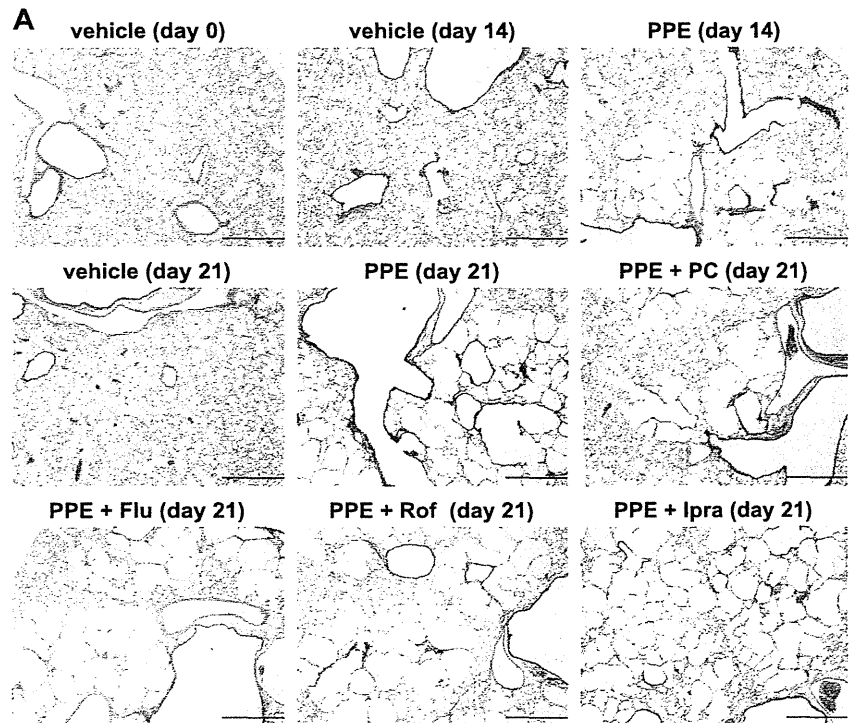 A
vehicle (day 0) vehicle (day 14) PPE (day 14)
vehicle (day 21) PPE (day 21) PPE + PC (day 21)
PPE + Flu (day 21) PPE + Rof (day 21) PPE + Ipra (day 21)